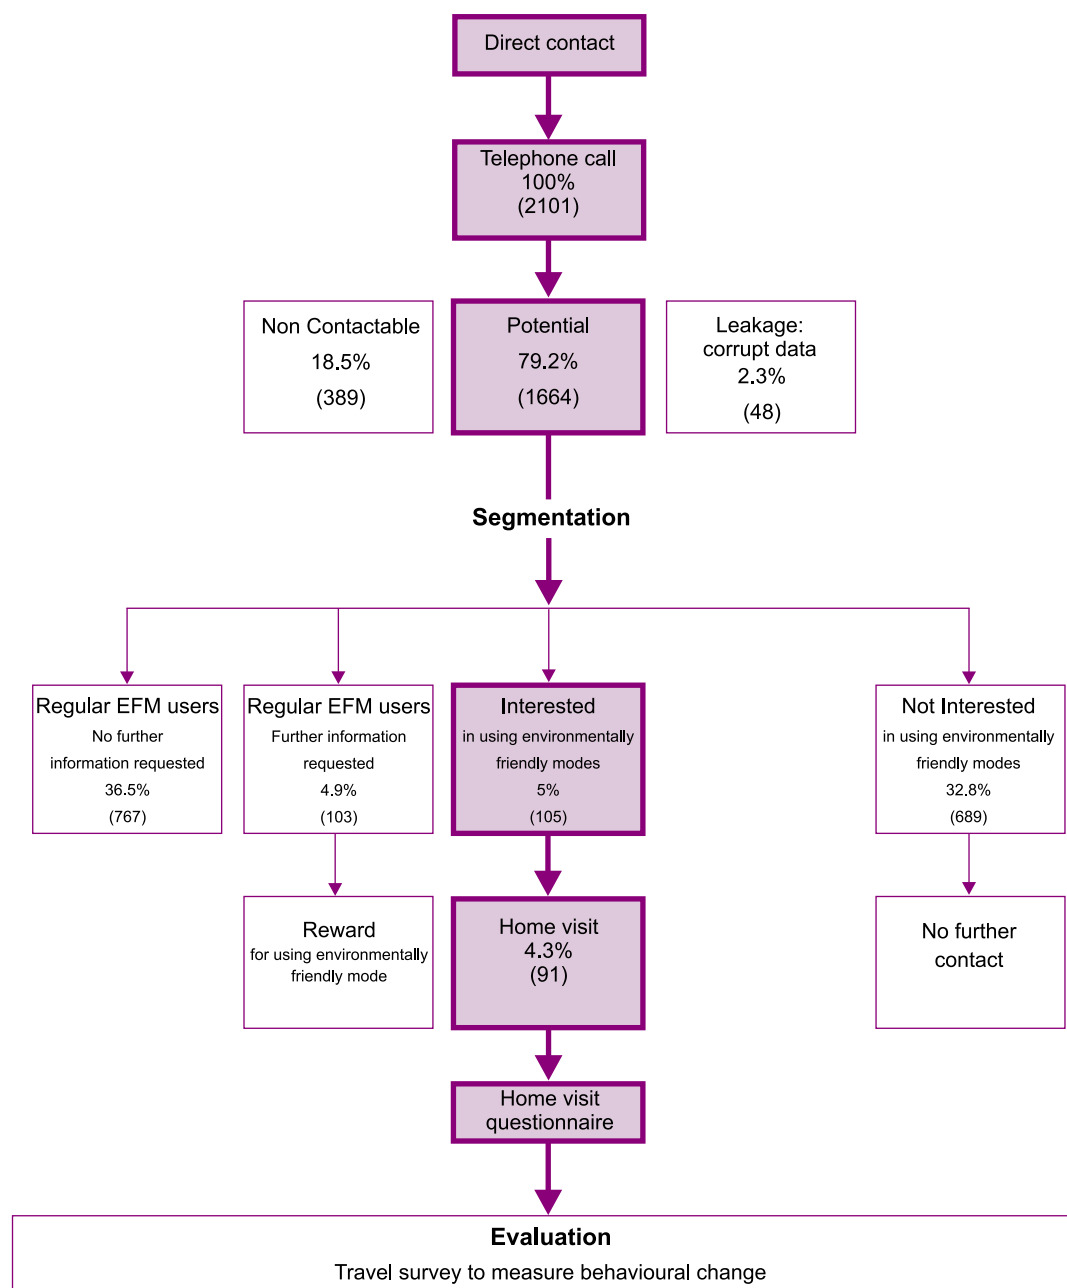 Direct contact
Telephone call
100%
(2101)
Non Contactable
18.5%
(389)
Potential
79.2%
(1664)
Leakage:
corrupt data
2.3%
(48)
Segmentation
Regular EFM users
No further
information requested
36.5%
(767)
Regular EFM users
Further information
requested
4.9%
(103)
Interested
in using environmentally
friendly modes
5%
(105)
Not Interested
in using environmentally
friendly modes
32.8%
(689)
Reward
for using environmentally
friendly mode
Home visit
4.3%
(91)
No further
contact
Home visit
questionnaire
Evaluation
Travel survey to measure behavioural change